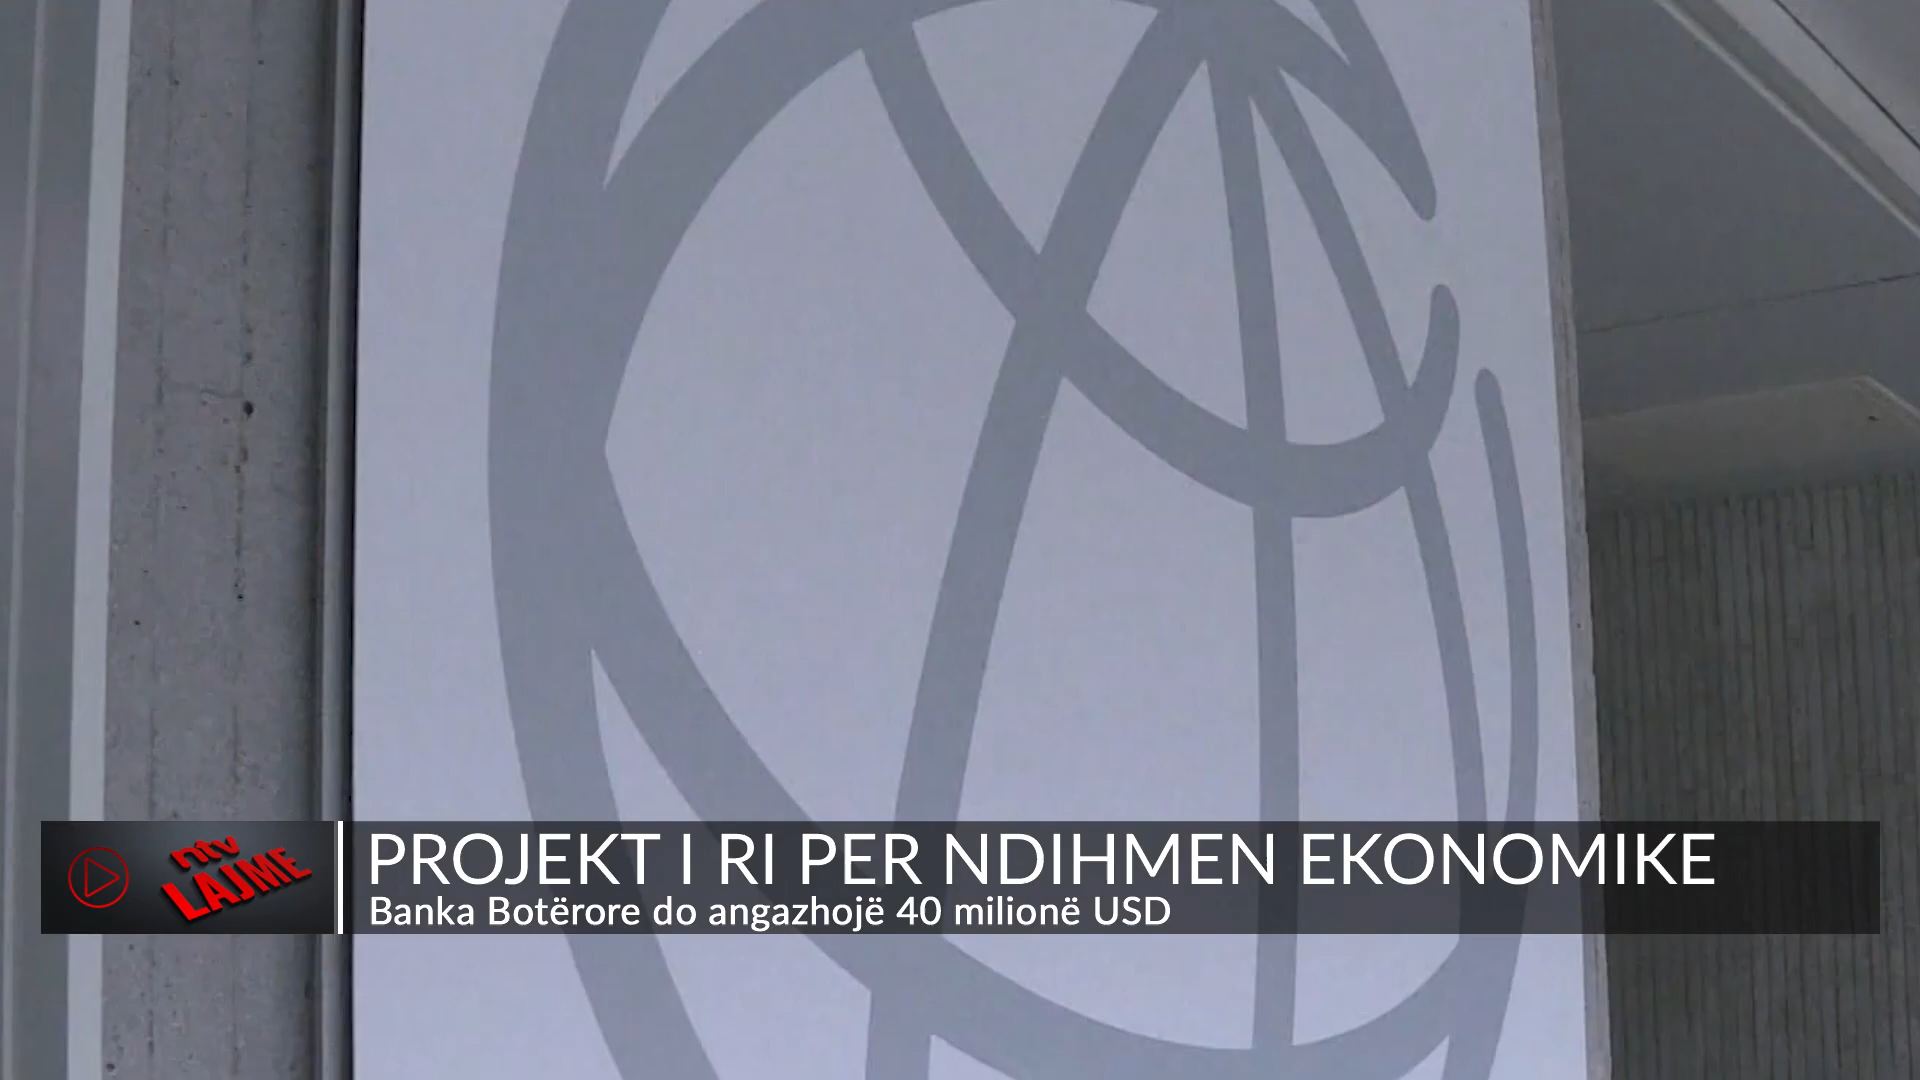 ntv
LAJME
PROJEKT I RI PER NDIHMEN EKONOMIKE
Banka Botërore do angazhojë 40 milionë USD